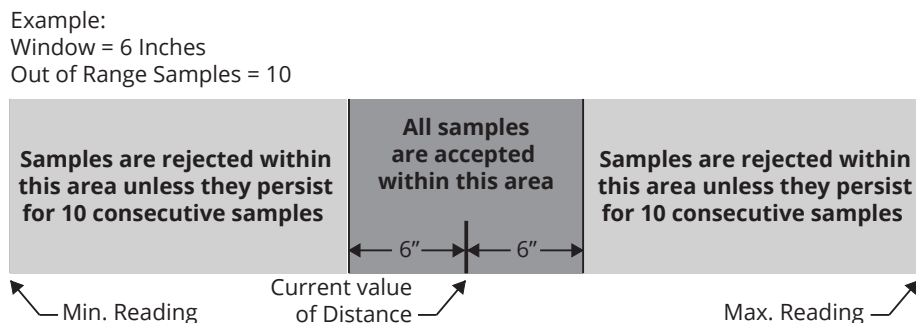 Example:
Window = 6 Inches
Out of Range Samples = 10
Samples are rejected within
this area unless they persist
for 10 consecutive samples
All samples
are accepted
within this area
Samples are rejected within
this area unless they persist
for 10 consecutive samples
6”
6”
Min. Reading
Current value
of Distance
Max. Reading